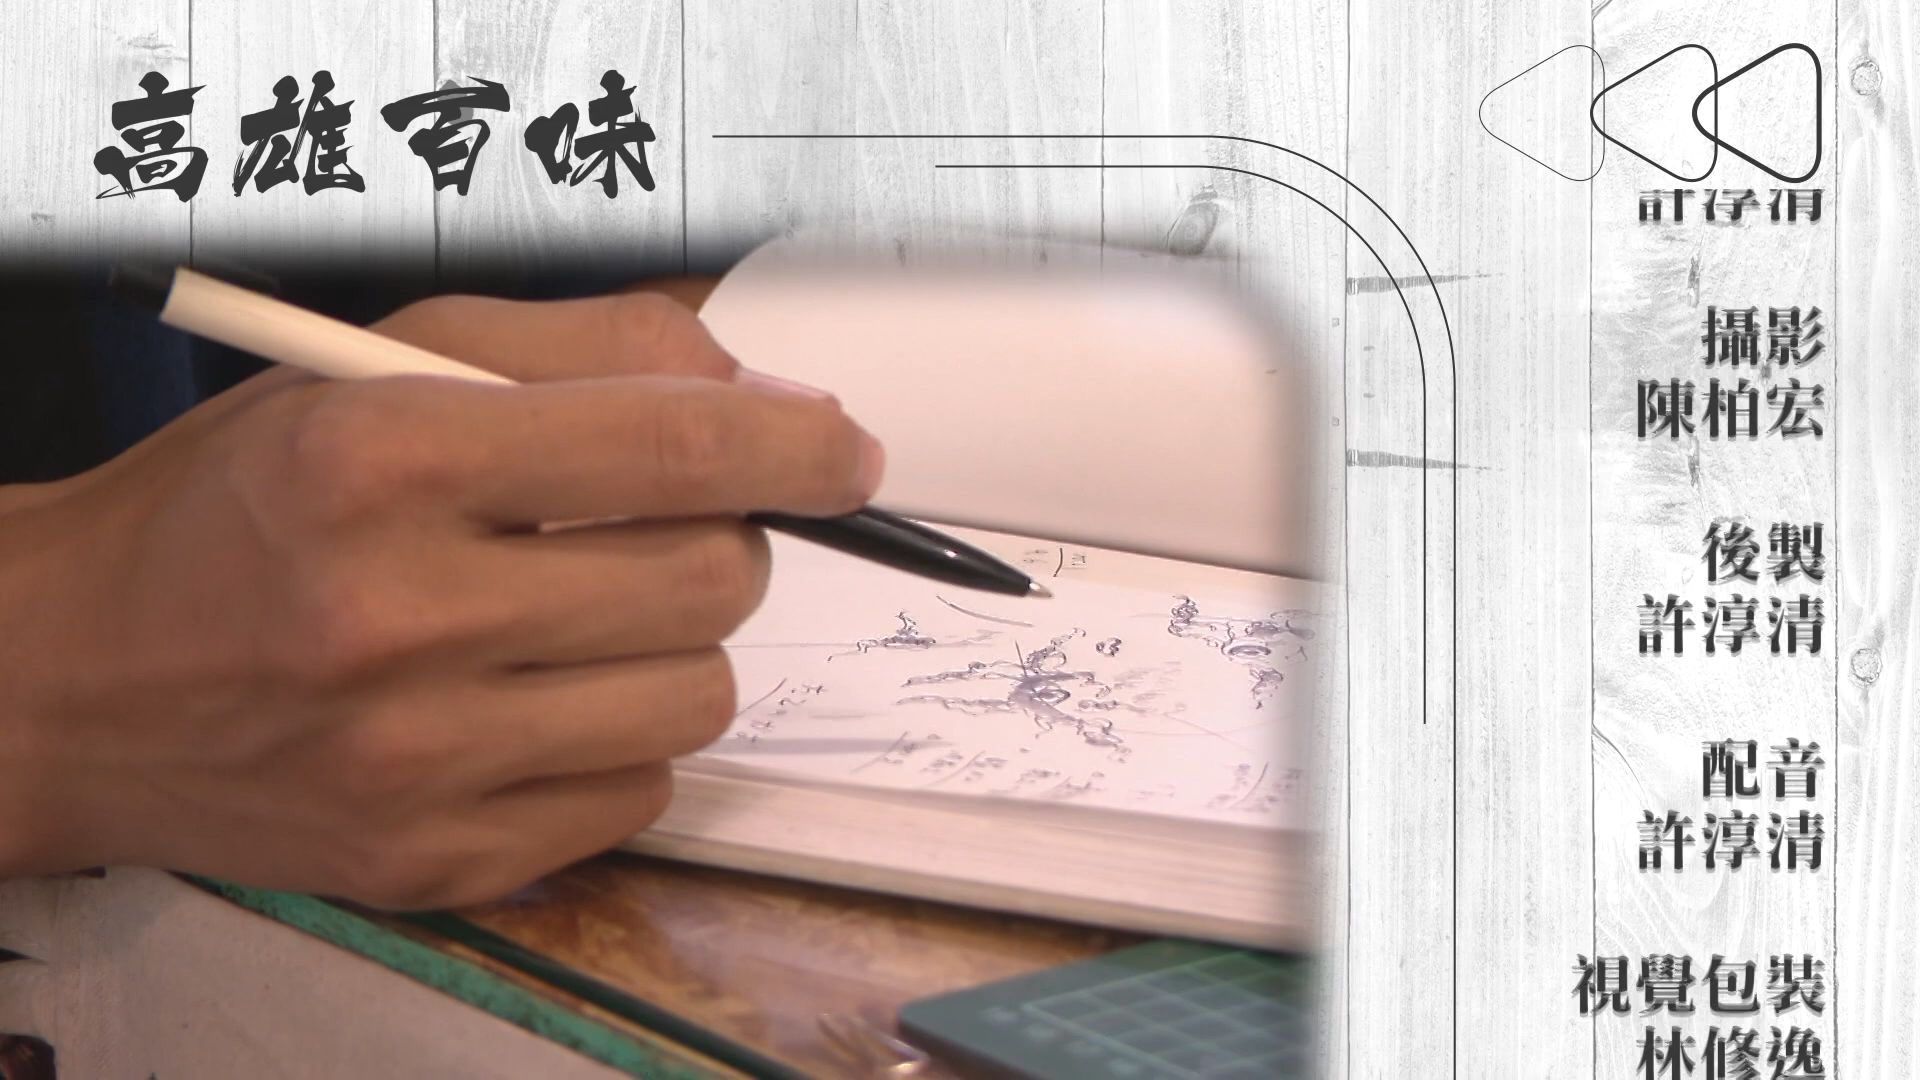 高雄百味
攝影
陳柏宏
後製
許淳清
配音
許淳清
視覺包裝
林修逸